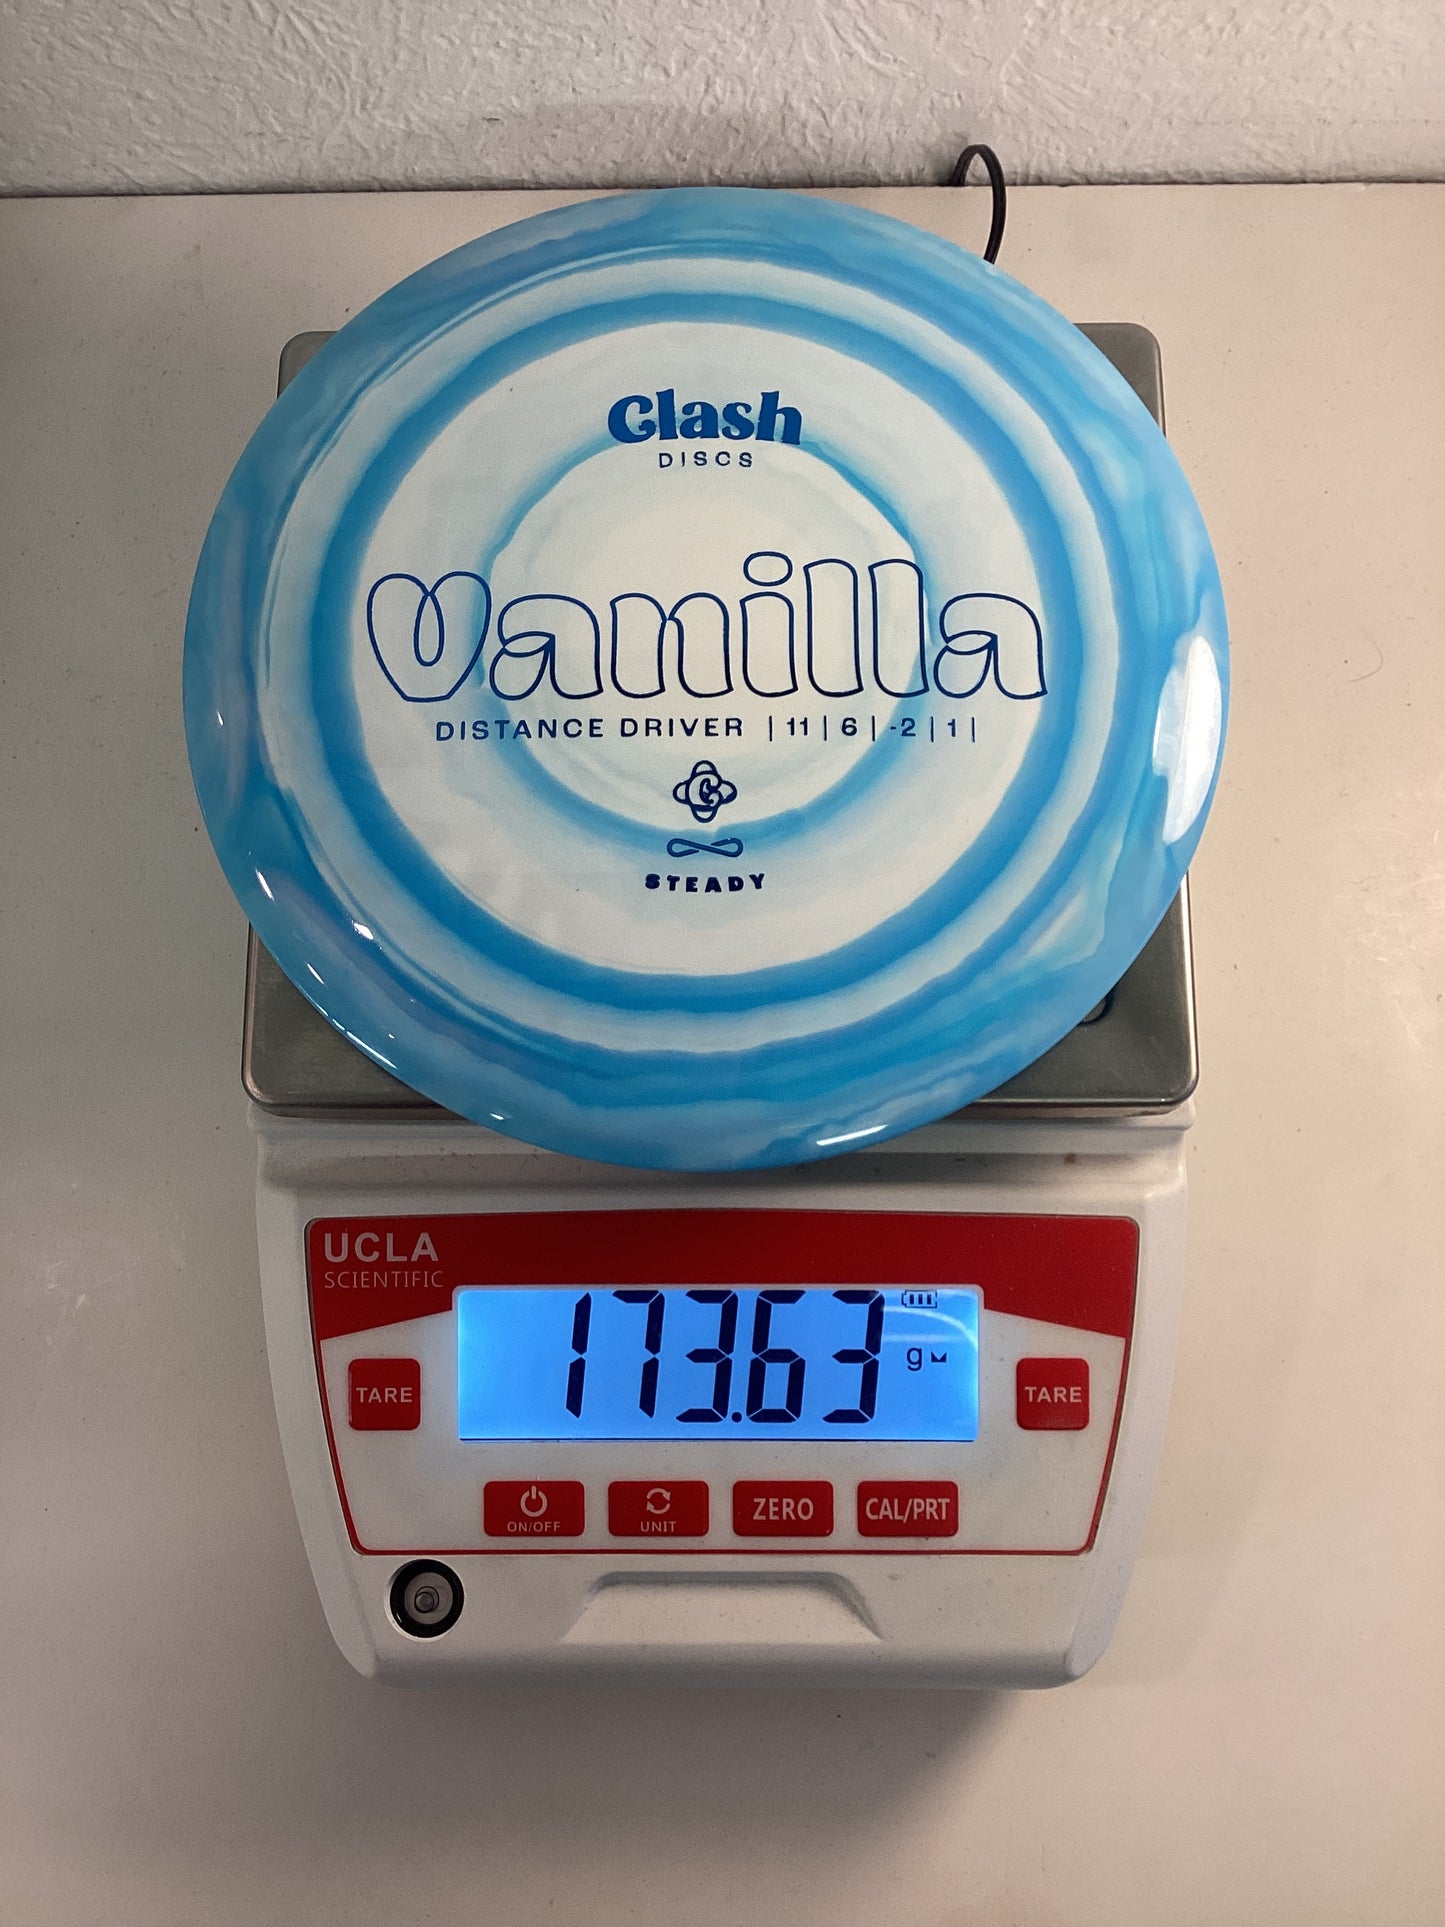 Clash
DISCS
Vanilla
DISTANCE DRIVER | 11 | 6 | -2 | 1 |
STEADY
UCLA
SCIENTIFIC
173.63 g
TARE
TARE
ON/OFF
UNIT
ZERO
CAL/PRT